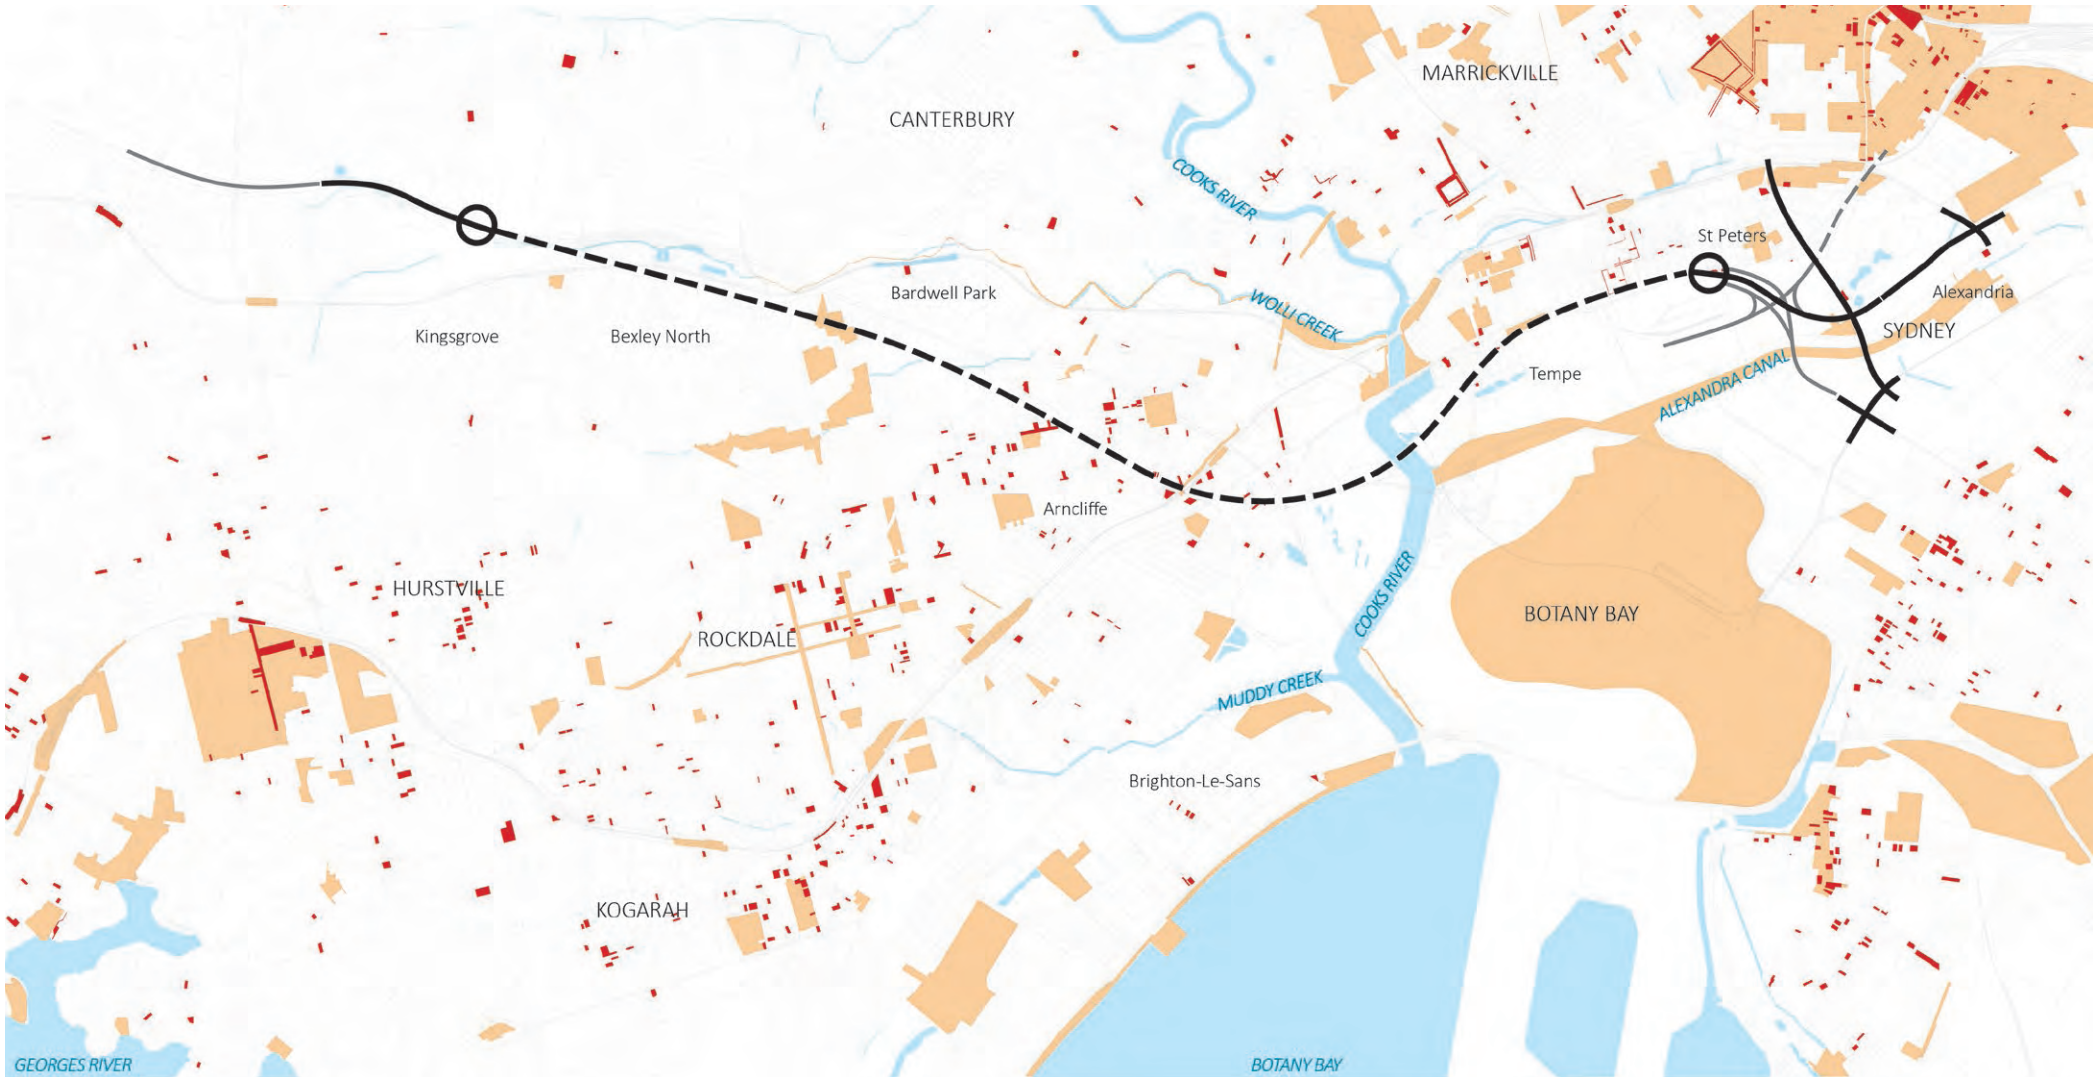 MARRICKVILLE
CANTERBURY
COOKS RIVER
St Peters
Bardwell Park
Alexandria
WOLLI CREEK
SYDNEY
Kingsgrove
Bexley North
Tempe
ALEXANDRA CANAL
Arncliffe
HURSTVILLE
COOKS RIVER
BOTANY BAY
ROCKDALE
MUDDY CREEK
Brighton-Le-Sans
KOGARAH
GEORGES RIVER
BOTANY BAY